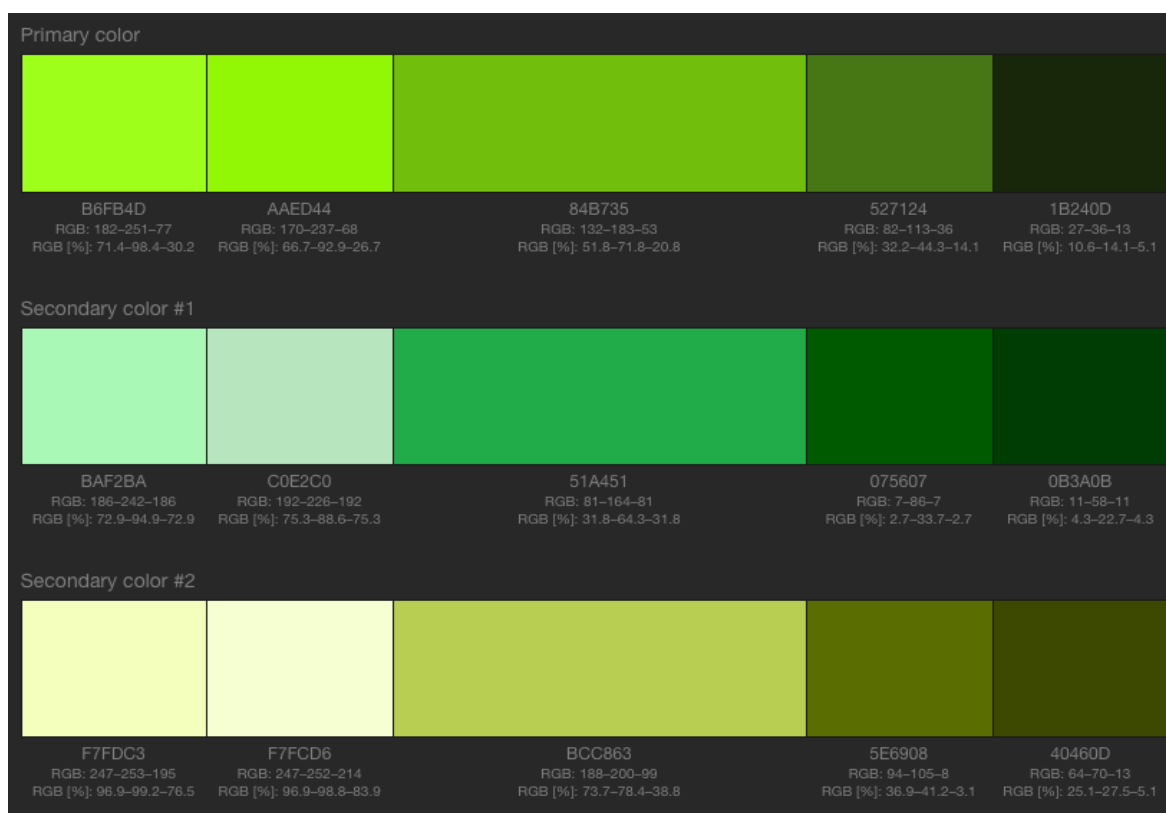 Primary color
B6FB4D
RGB: 182–251–77
RGB [%]: 71.4–98.4–30.2
AAED44
RGB: 170–237–68
RGB [%]: 66.7–92.9–26.7
84B735
RGB: 132–183–53
RGB [%]: 51.8–71.8–20.8
527124
RGB: 82–113–36
RGB [%]: 32.2–44.3–14.1
1B240D
RGB: 27–36–13
RGB [%]: 10.6–14.1–5.1
Secondary color #1
BAF2BA
RGB: 186–242–186
RGB [%]: 72.9–94.9–72.9
C0E2C0
RGB: 192–226–192
RGB [%]: 75.3–88.6–75.3
51A451
RGB: 81–164–81
RGB [%]: 31.8–64.3–31.8
075607
RGB: 7–86–7
RGB [%]: 2.7–33.7–2.7
0B3A0B
RGB: 11–58–11
RGB [%]: 4.3–22.7–4.3
Secondary color #2
F7FDC3
RGB: 247–253–195
RGB [%]: 96.9–99.2–76.5
F7FCD6
RGB: 247–252–214
RGB [%]: 96.9–98.8–83.9
BCC863
RGB: 188–200–99
RGB [%]: 73.7–78.4–38.8
5E6908
RGB: 94–105–8
RGB [%]: 36.9–41.2–3.1
40460D
RGB: 64–70–13
RGB [%]: 25.1–27.5–5.1